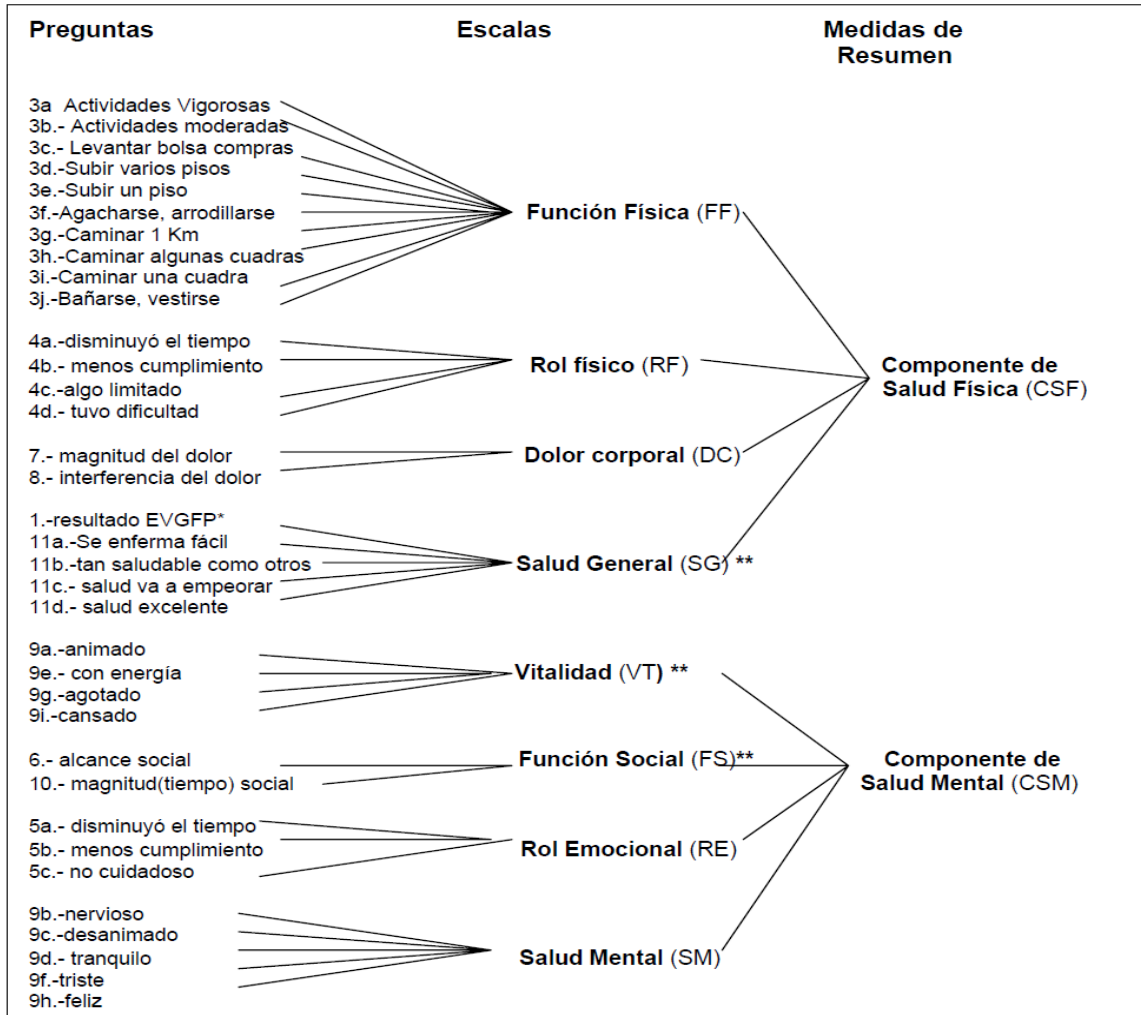 Preguntas
Escalas
Medidas de
Resumen
3a Actividades Vigorosas
3b.- Actividades moderadas
3c.- Levantar bolsa compras
3d.-Subir varios pisos
3e.-Subir un piso
3f.-Agacharse, arrodillarse
3g.-Caminar 1 Km
3h.-Caminar algunas cuadras
3i.-Caminar una cuadra
3j.-Bañarse, vestirse
Función Física (FF)
4a.-disminuyó el tiempo
4b.- menos cumplimiento
4c.-algo limitado
4d.- tuvo dificultad
Rol físico (RF)
Componente de
Salud Física (CSF)
7.- magnitud del dolor
8.- interferencia del dolor
Dolor corporal (DC)
1.-resultado EVGFP*
11a.-Se enferma fácil
11b.-tan saludable como otros
11c.- salud va a empeorar
11d.- salud excelente
Salud General (SG) **
9a.-animado
9e.- con energía
9g.-agotado
9i.-cansado
Vitalidad (VT) **
6.- alcance social
10.- magnitud(tiempo) social
Función Social (FS)**
Componente de
Salud Mental (CSM)
5a.- disminuyó el tiempo
5b.- menos cumplimiento
5c.- no cuidadoso
Rol Emocional (RE)
9b.-nervioso
9c.-desanimado
9d.- tranquilo
9f.-triste
9h.-feliz
Salud Mental (SM)